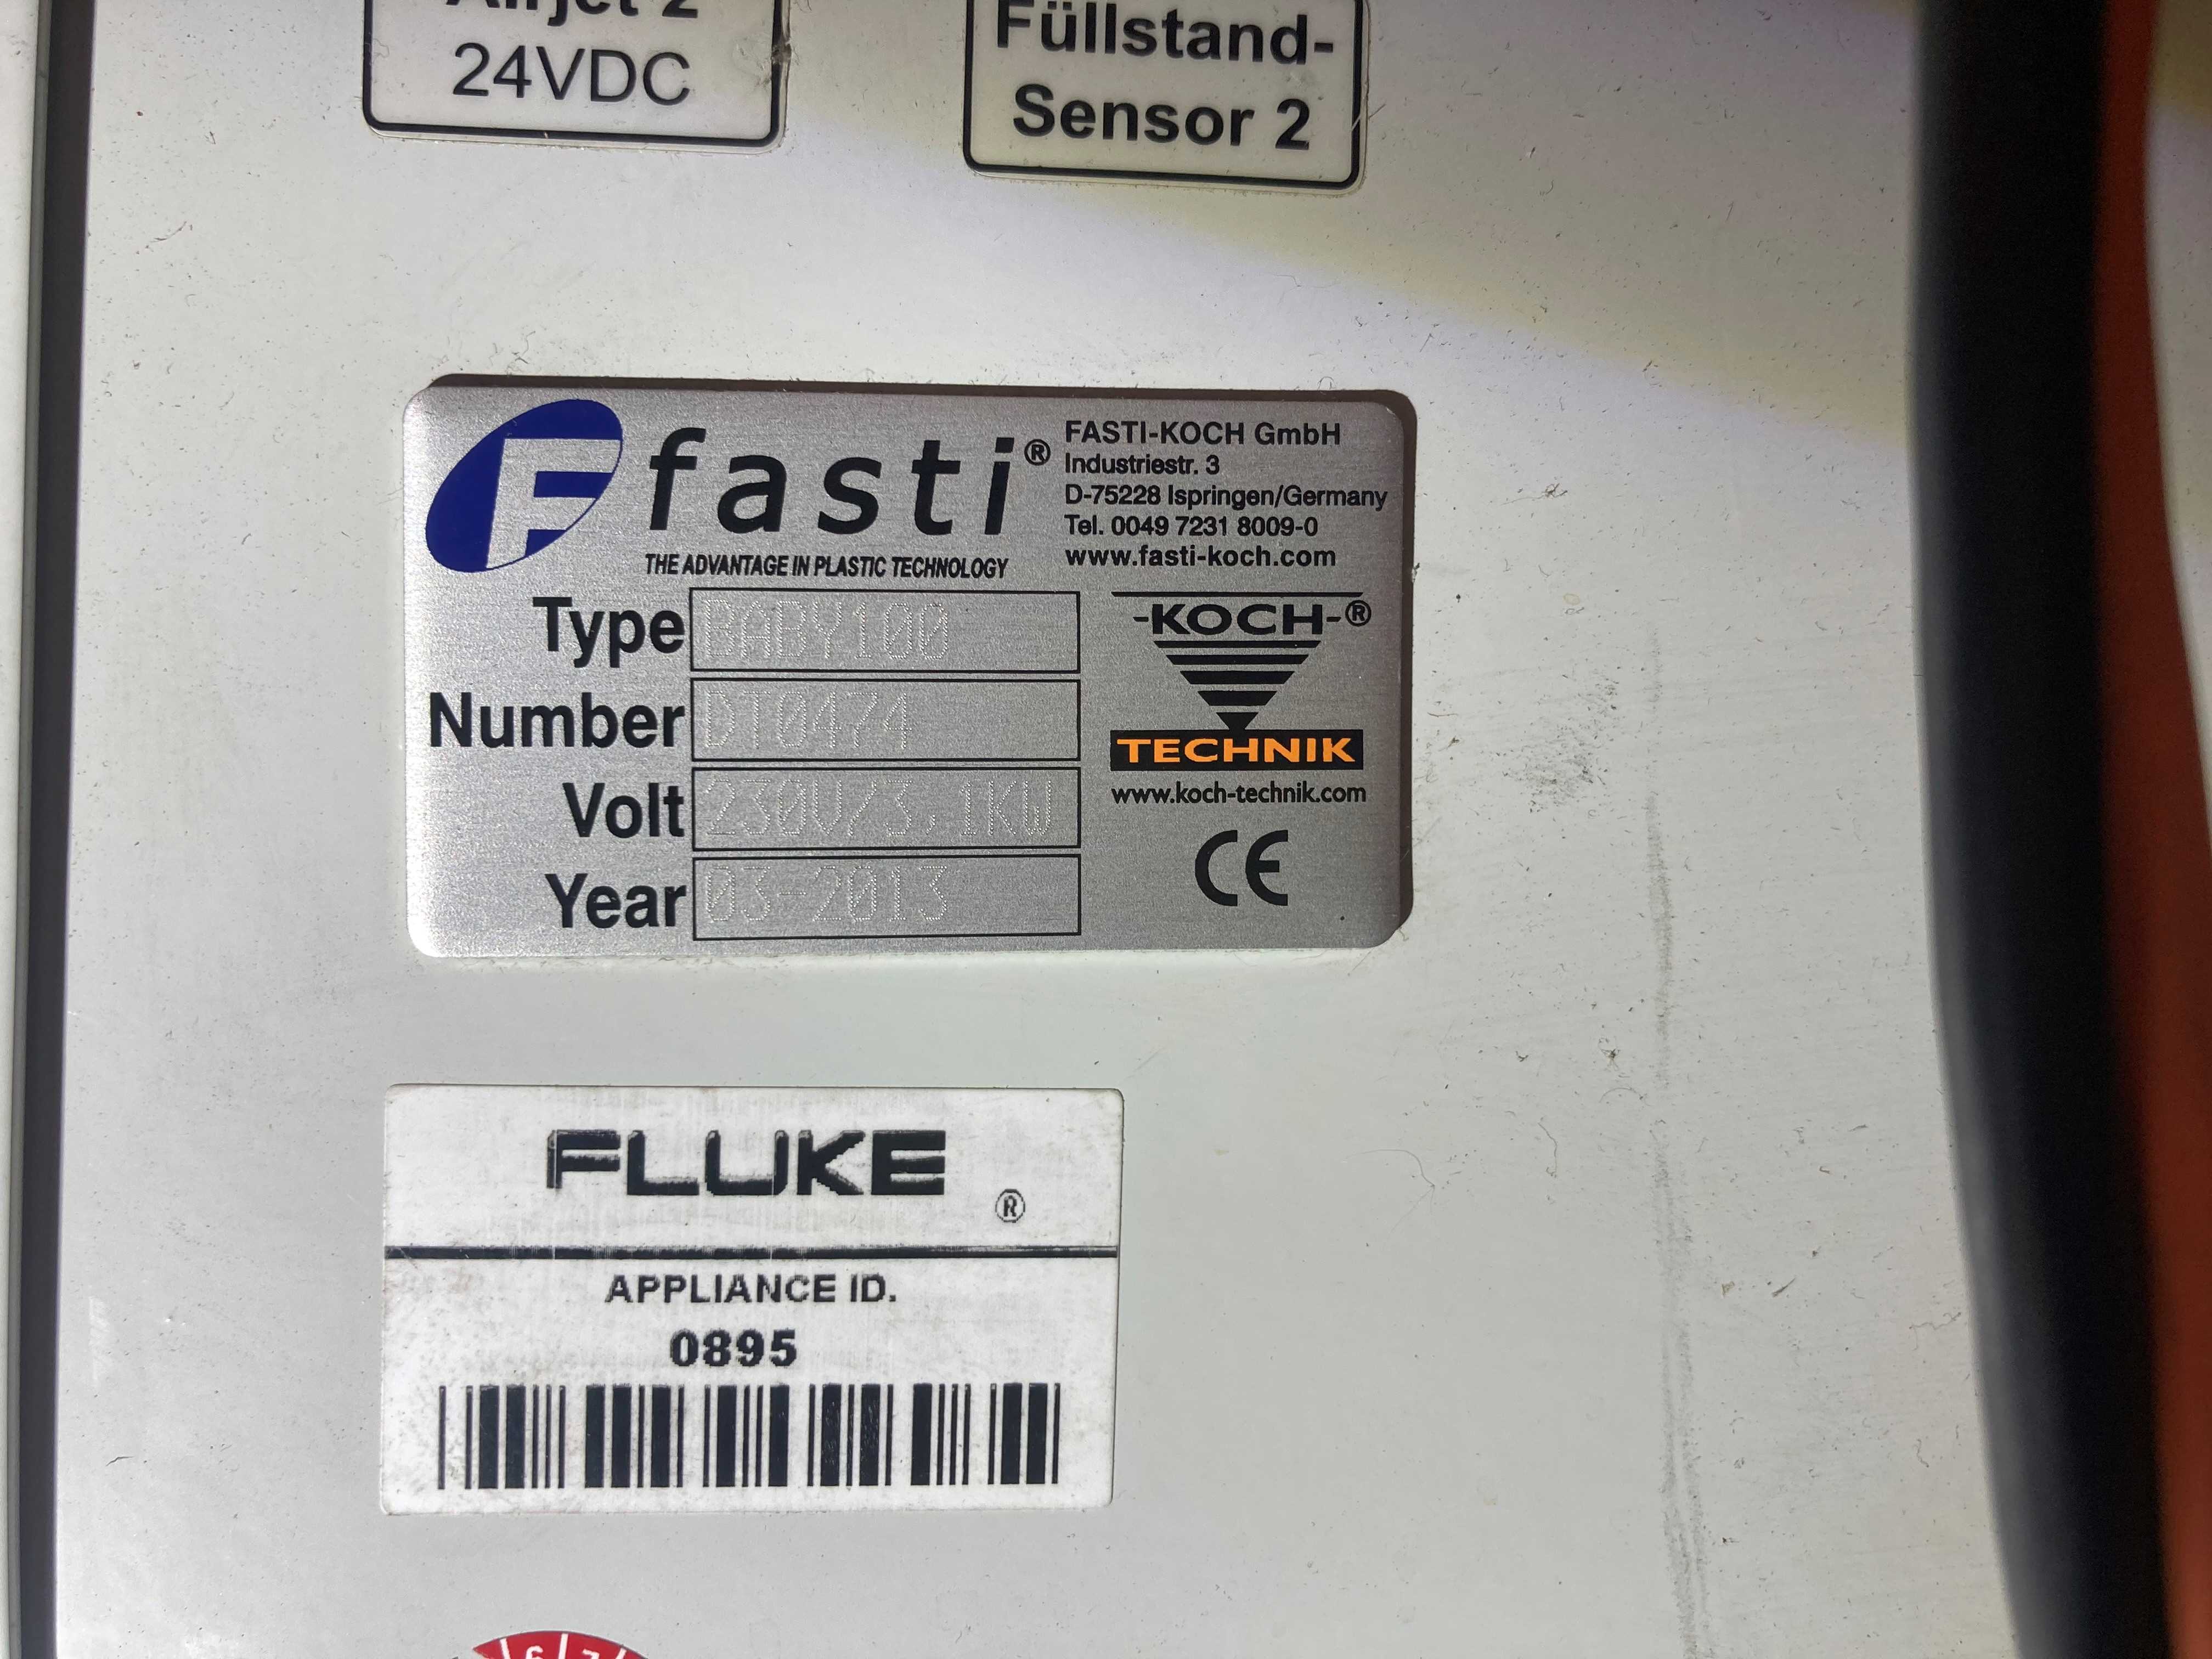 Airjet 2
24VDC
Füllstand-
Sensor 2
F fasti®
THE ADVANTAGE IN PLASTIC TECHNOLOGY
FASTI-KOCH GmbH
Industriestr. 3
D-75228 Ispringen/Germany
Tel. 0049 7231 8009-0
www.fasti-koch.com
Type BABY100
Number DT0474
Volt 230V/3,1KW
Year 03-2013
-KOCH-®
TECHNIK
www.koch-technik.com
CE
FLUKE
®
APPLIANCE ID.
0895